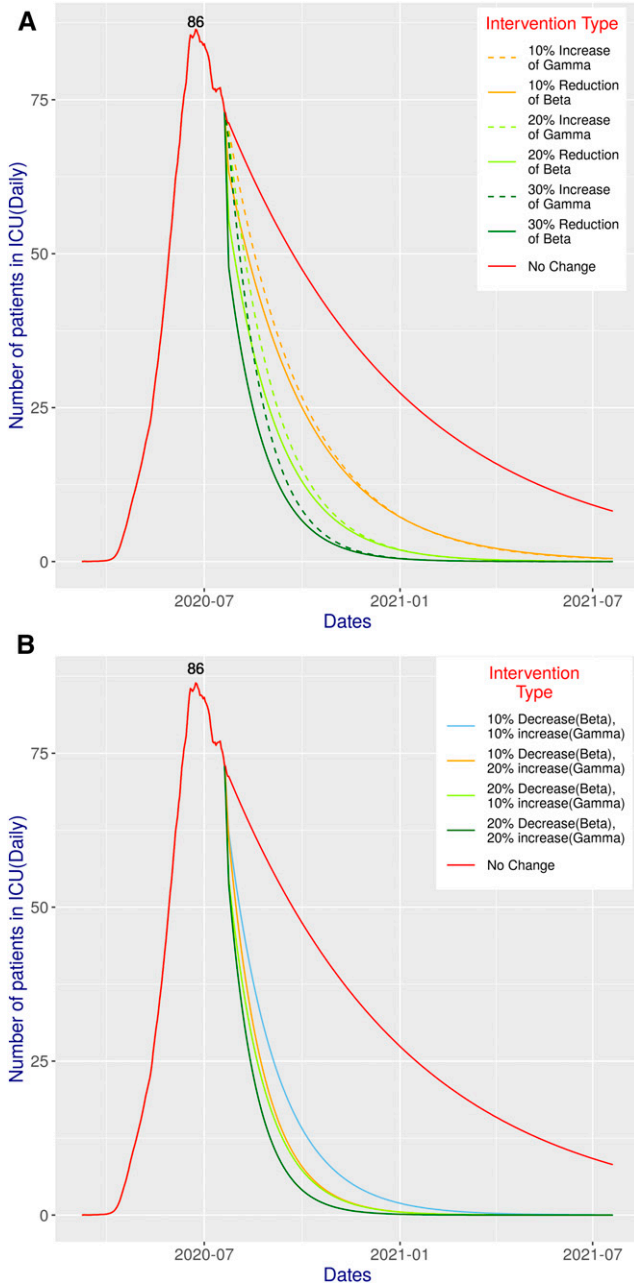 A
86
Intervention Type
10% Increase
of Gamma
10% Reduction
of Beta
20% Increase
of Gamma
20% Reduction
of Beta
30% Increase
of Gamma
30% Reduction
of Beta
No Change
Number of patients in ICU(Daily)
75
50
25
0
2020-07
2021-01
2021-07
Dates
B
86
Intervention
Type
10% Decrease(Beta),
10% increase(Gamma)
10% Decrease(Beta),
20% increase(Gamma)
20% Decrease(Beta),
10% increase(Gamma)
20% Decrease(Beta),
20% increase(Gamma)
No Change
Number of patients in ICU(Daily)
75
50
25
0
2020-07
2021-01
2021-07
Dates